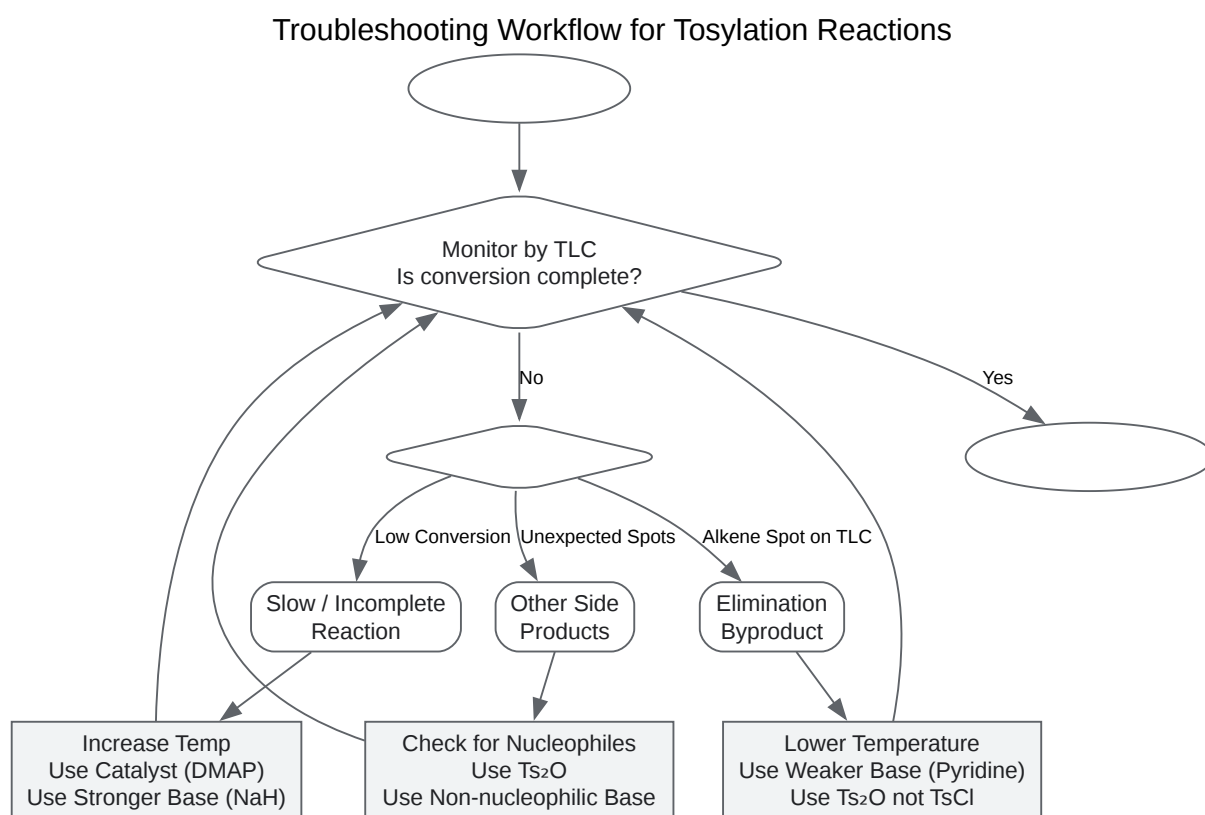 Troubleshooting Workflow for Tosylation Reactions
Monitor by TLC
Is conversion complete?
No
Yes
Low Conversion
Unexpected Spots
Alkene Spot on TLC
Slow / Incomplete
Reaction
Other Side
Products
Elimination
Byproduct
Increase Temp
Use Catalyst (DMAP)
Use Stronger Base (NaH)
Check for Nucleophiles
Use Ts₂O
Use Non-nucleophilic Base
Lower Temperature
Use Weaker Base (Pyridine)
Use Ts₂O not TsCl